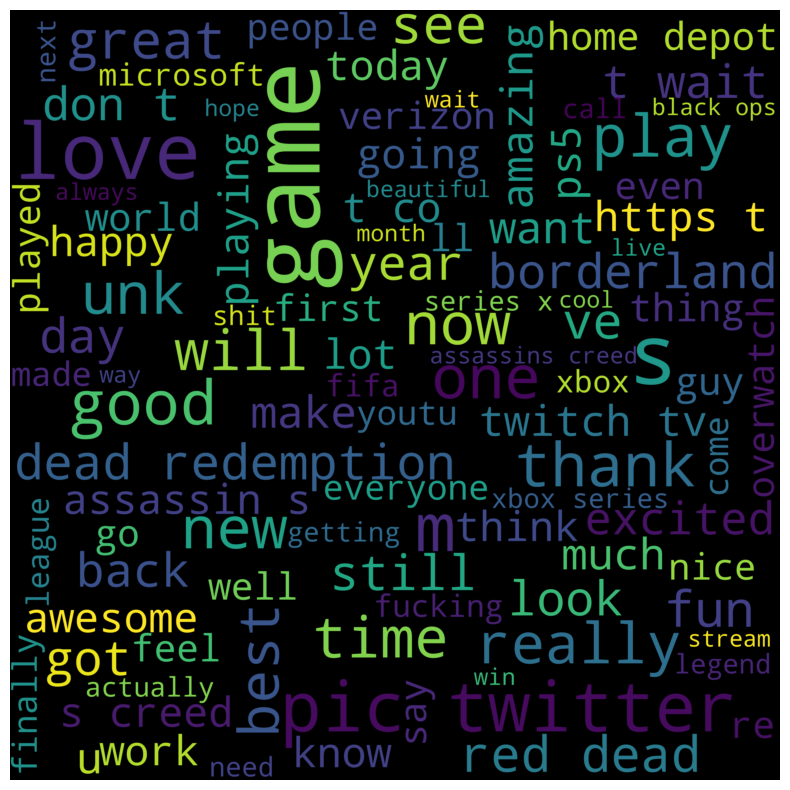 next
great
people
see
home depot
microsoft
today
amazing
t wait
don t
hope
wait
verizon
call
black ops
love
game
playing
going
ps5
play
always
beautiful
even
played
world
t co
want
https t
happy
month
ll
live
unk
year
borderland
shit
first
series x
cool
thing
day
will
lot
now
ve
s
overwatch
made
way
assassins creed
fifa
one
xbox
guy
good
make
youtu
twitch tv
come
dead redemption
thank
assassin s
everyone
xbox series
league
go
new
getting
m
think
excited
back
well
still
much
nice
fucking
look
fun
awesome
best
time
really
stream
got
feel
win
legend
finally
actually
s creed
pic twitter
say
re
u
work
need
know
red dead